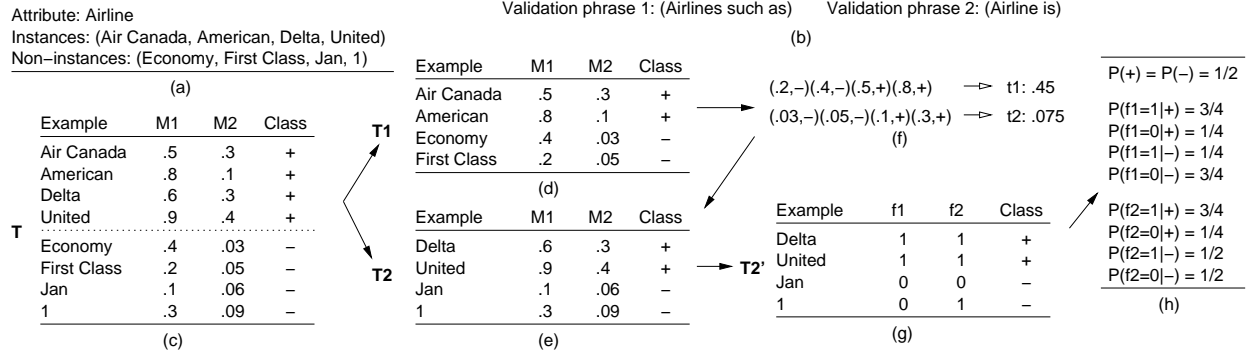 Attribute: Airline
Instances: (Air Canada, American, Delta, United)
Non−instances: (Economy, First Class, Jan, 1)
(a)
Validation phrase 1: (Airlines such as) Validation phrase 2: (Airline is)
(b)
Example M1 M2 Class
Air Canada .5 .3 +
American .8 .1 +
Delta .6 .3 +
United .9 .4 +
Economy .4 .03 −
First Class .2 .05 −
Jan .1 .06 −
1 .3 .09 −
(c)
T
T1
T2
Example M1 M2 Class
Air Canada .5 .3 +
American .8 .1 +
Economy .4 .03 −
First Class .2 .05 −
(d)
Example M1 M2 Class
Delta .6 .3 +
United .9 .4 +
Jan .1 .06 −
1 .3 .09 −
(e)
(.2,−)(.4,−)(.5,+)(.8,+) t1: .45
(.03,−)(.05,−)(.1,+)(.3,+) t2: .075
(f)
T2’
Example f1 f2 Class
Delta 1 1 +
United 1 1 +
Jan 0 0 −
1 0 1 −
(g)
P(+) = P(−) = 1/2
P(f1=1|+) = 3/4
P(f1=0|+) = 1/4
P(f1=1|−) = 1/4
P(f1=0|−) = 3/4
P(f2=1|+) = 3/4
P(f2=0|+) = 1/4
P(f2=1|−) = 1/2
P(f2=0|−) = 1/2
(h)